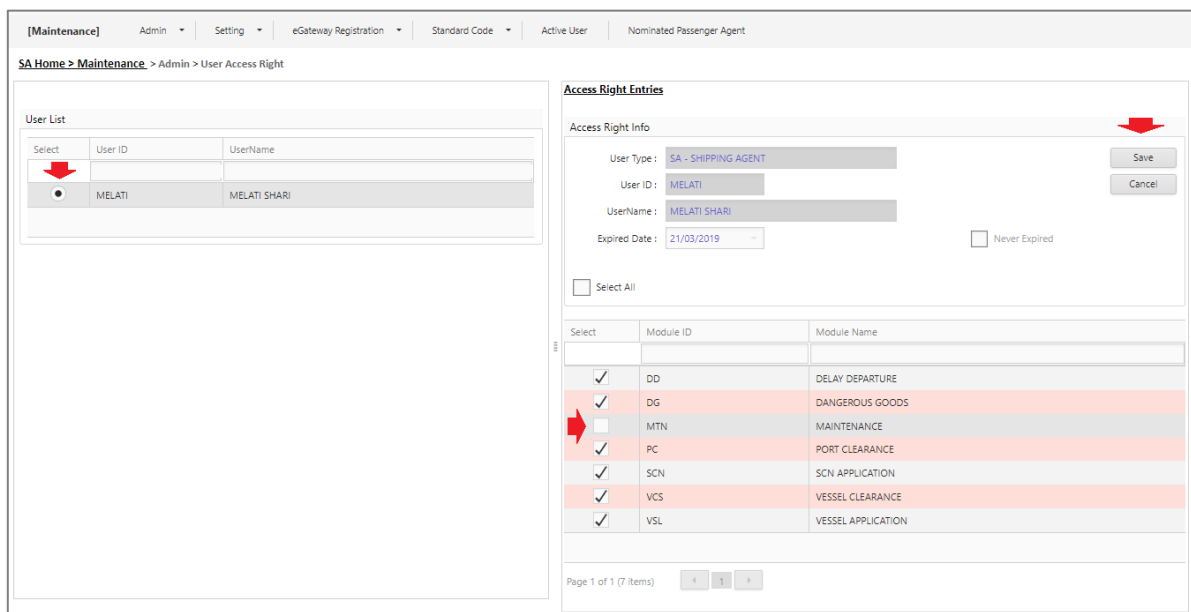 [Maintenance] Admin Setting eGateway Registration Standard Code Active User Nominated Passenger Agent
SA Home > Maintenance > Admin > User Access Right
User List
Select User ID UserName
MELATI MELATI SHARI
Access Right Entries
Access Right Info
User Type : SA - SHIPPING AGENT Save
User ID : MELATI Cancel
UserName : MELATI SHARI
Expired Date : 21/03/2019 Never Expired
Select All
Select Module ID Module Name
DD DELAY DEPARTURE
DG DANGEROUS GOODS
MTN MAINTENANCE
PC PORT CLEARANCE
SCN SCN APPLICATION
VCS VESSEL CLEARANCE
VSL VESSEL APPLICATION
Page 1 of 1 (7 items) 1